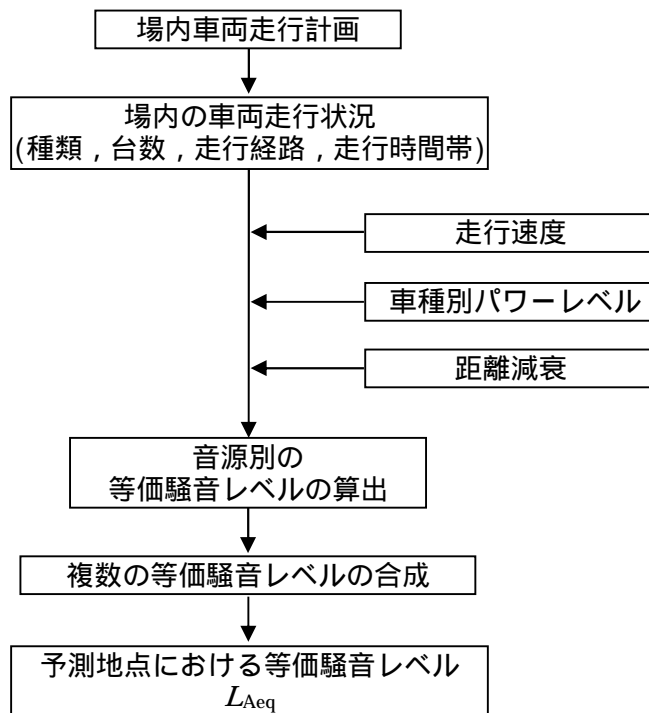 場内車両走行計画
場内の車両走行状況
(種類，台数，走行経路，走行時間帯)
走行速度
車種別パワーレベル
距離減衰
音源別の
等価騒音レベルの算出
複数の等価騒音レベルの合成
予測地点における等価騒音レベル
LAeq